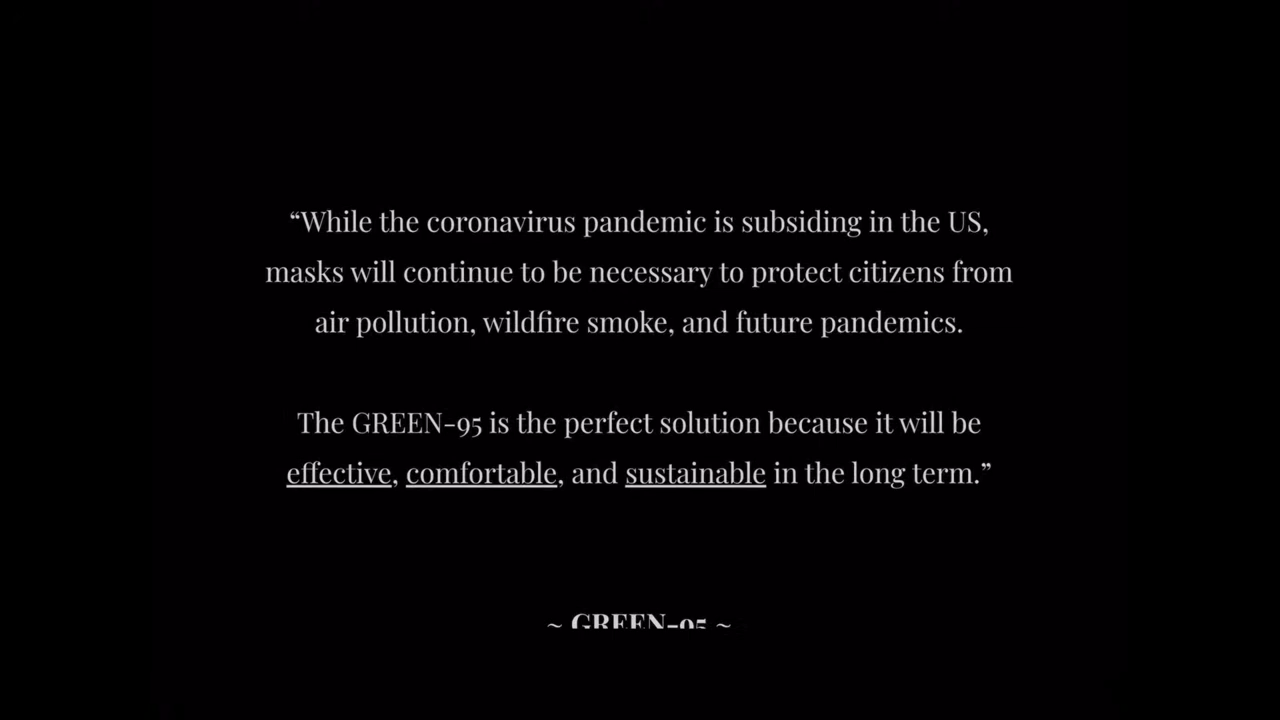 “While the coronavirus pandemic is subsiding in the US,
masks will continue to be necessary to protect citizens from
air pollution, wildfire smoke, and future pandemics.
The GREEN-95 is the perfect solution because it will be
effective, comfortable, and sustainable in the long term.”
~ GREEN-95 ~